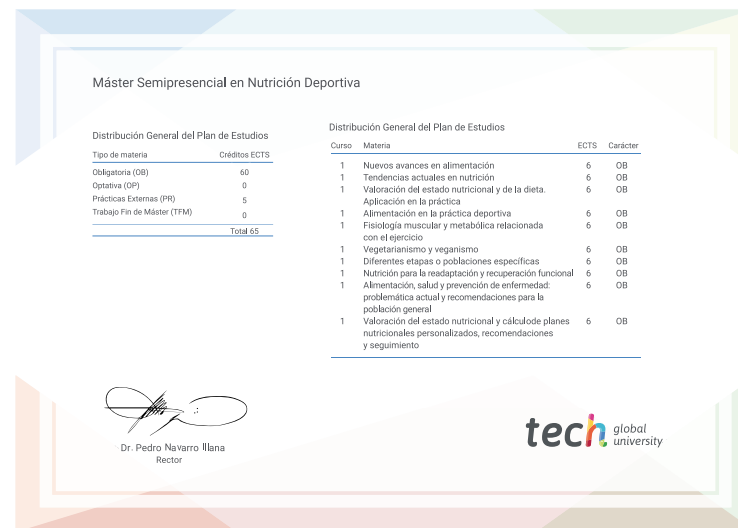 Máster Semipresencial en Nutrición Deportiva
Distribución General del Plan de Estudios
Tipo de materia Créditos ECTS
Obligatoria (OB) 60
Optativa (OP) 0
Prácticas Externas (PR) 5
Trabajo Fin de Máster (TFM) 0
Total 65
Distribución General del Plan de Estudios
Curso Materia ECTS Carácter
1 Nuevos avances en alimentación 6 OB
1 Tendencias actuales en nutrición 6 OB
1 Valoración del estado nutricional y de la dieta. 6 OB
Aplicación en la práctica
1 Alimentación en la práctica deportiva 6 OB
1 Fisiología muscular y metabólica relacionada 6 OB
con el ejercicio
1 Vegetarianismo y veganismo 6 OB
1 Diferentes etapas o poblaciones específicas 6 OB
1 Nutrición para la readaptación y recuperación funcional 6 OB
1 Alimentación, salud y prevención de enfermedad: 6 OB
problemática actual y recomendaciones para la
población general
1 Valoración del estado nutricional y cálculode planes 6 OB
nutricionales personalizados, recomendaciones
y seguimiento
Dr. Pedro Navarro Illana
Rector
tech global
university